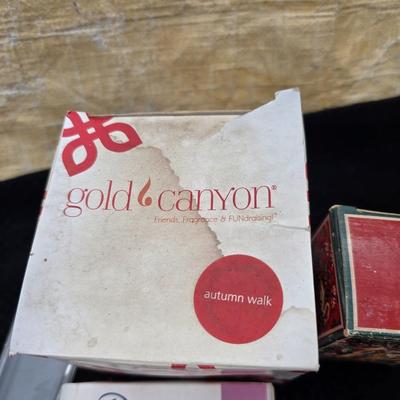 gold canyon®
Friends, Fragrance & FUNdraising!™
autumn walk